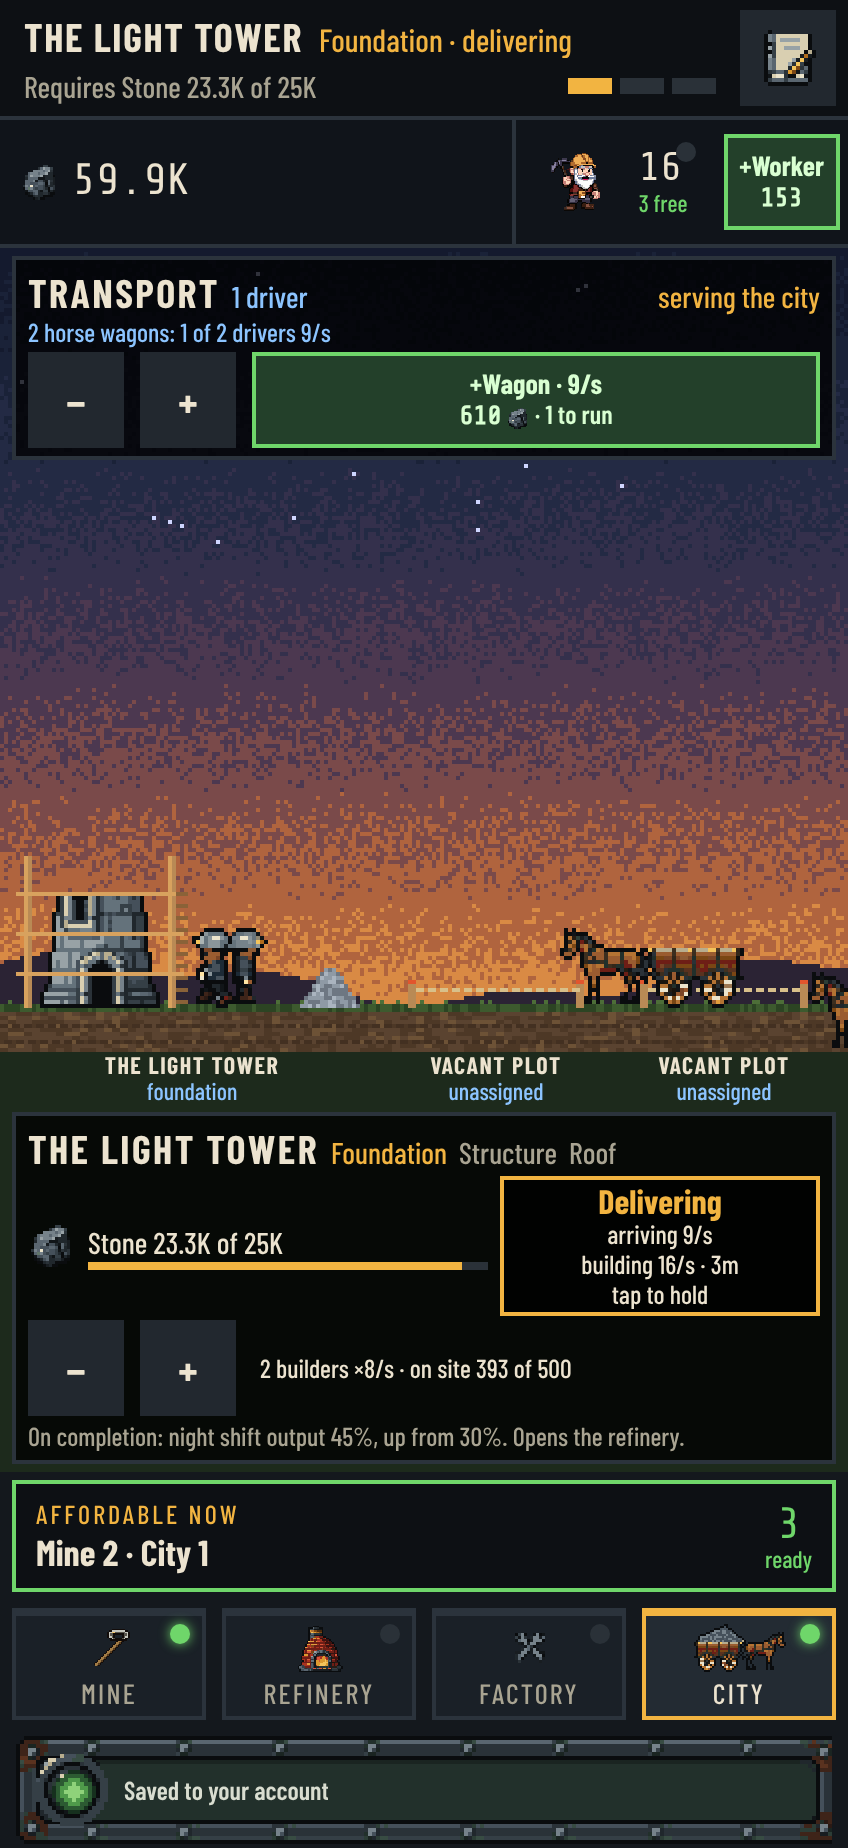 THE LIGHT TOWER Foundation · delivering
Requires Stone 23.3K of 25K
59.9K
16
3 free
+Worker
153
TRANSPORT 1 driver
serving the city
2 horse wagons: 1 of 2 drivers 9/s
−
+
+Wagon · 9/s
610 · 1 to run
THE LIGHT TOWER
foundation
VACANT PLOT
unassigned
VACANT PLOT
unassigned
THE LIGHT TOWER Foundation Structure Roof
Stone 23.3K of 25K
Delivering
arriving 9/s
building 16/s · 3m
tap to hold
−
+
2 builders ×8/s · on site 393 of 500
On completion: night shift output 45%, up from 30%. Opens the refinery.
AFFORDABLE NOW
Mine 2 · City 1
3
ready
MINE
REFINERY
FACTORY
CITY
Saved to your account